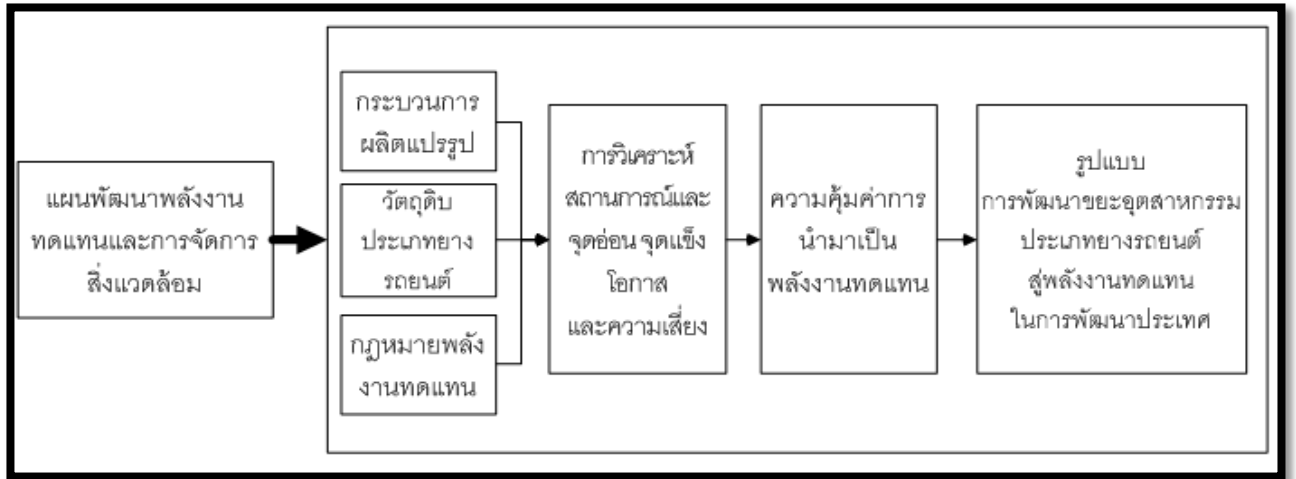 แผนพัฒนาพลังงาน
ทดแทนและการจัดการ
สิ่งแวดล้อม
กระบวนการ
ผลิตแปรรูป
วัตถุดิบ
ประเภทยาง
รถยนต์
กฎหมายพลัง
งานทดแทน
การวิเคราะห์
สถานการณ์และ
จุดอ่อน จุดแข็ง
โอกาส
และความเสี่ยง
ความคุ้มค่าการ
นำมาเป็น
พลังงานทดแทน
รูปแบบ
การพัฒนาขยะอุตสาหกรรม
ประเภทยางรถยนต์
สู่พลังงานทดแทน
ในการพัฒนาประเทศ